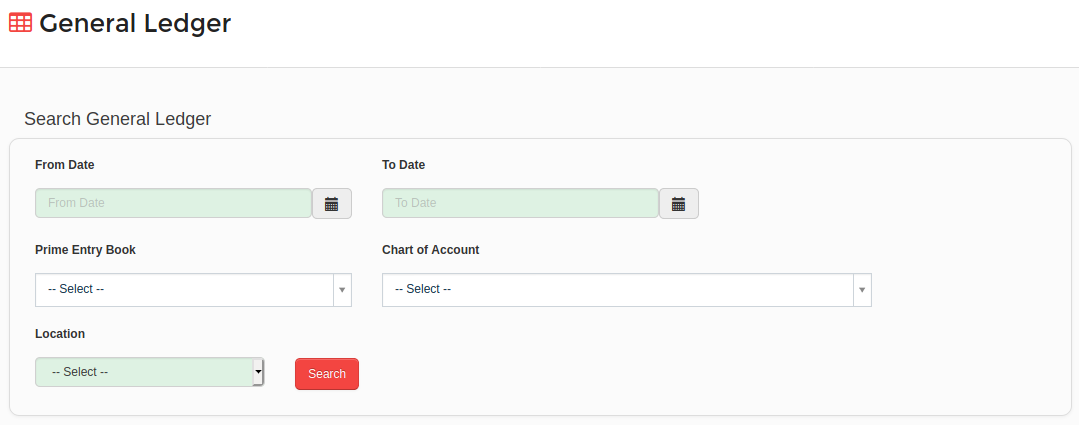 General Ledger
Search General Ledger
From Date To Date
From Date To Date
Prime Entry Book Chart of Account
-- Select -- -- Select --
Location
-- Select -- Search